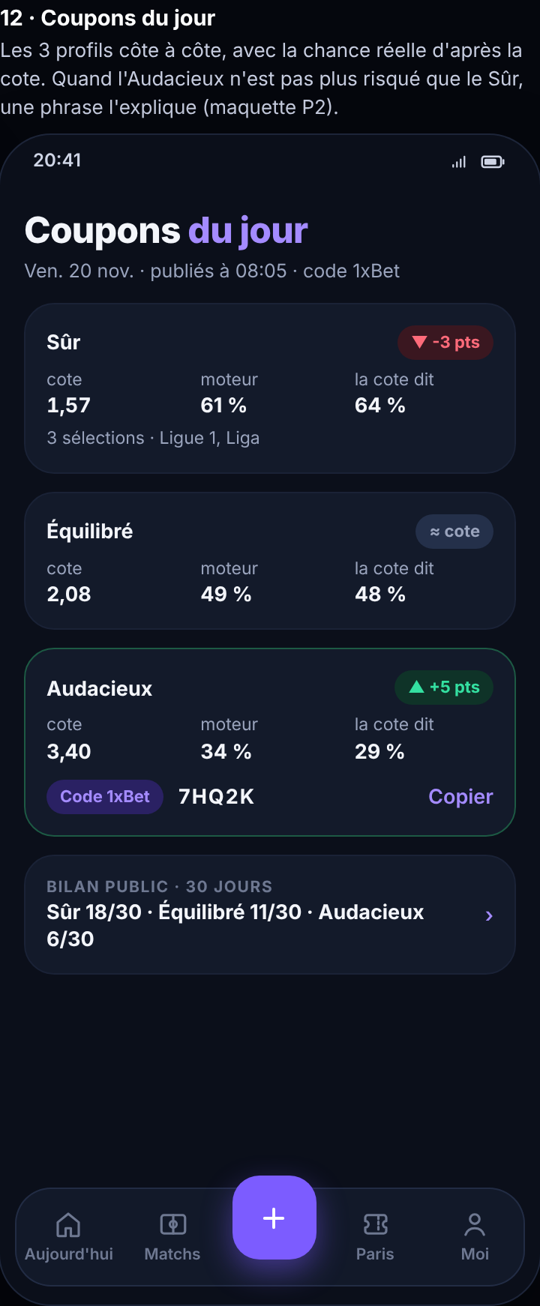 12 · Coupons du jour
Les 3 profils côte à côte, avec la chance réelle d'après la
cote. Quand l'Audacieux n'est pas plus risqué que le Sûr,
une phrase l'explique (maquette P2).
20:41
Coupons du jour
Ven. 20 nov. · publiés à 08:05 · code 1xBet
Sûr
▼ -3 pts
cote moteur la cote dit
1,57 61 % 64 %
3 sélections · Ligue 1, Liga
Équilibré
≈ cote
cote moteur la cote dit
2,08 49 % 48 %
Audacieux
▲ +5 pts
cote moteur la cote dit
3,40 34 % 29 %
Code 1xBet 7HQ2K Copier
BILAN PUBLIC · 30 JOURS
Sûr 18/30 · Équilibré 11/30 · Audacieux
6/30
›
+
Aujourd'hui Matchs Paris Moi